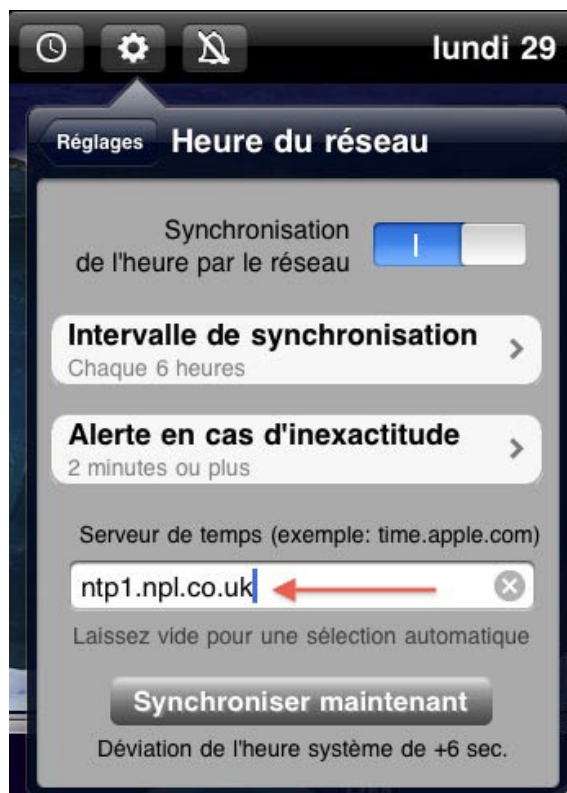 lundi 29
Réglages Heure du réseau
Synchronisation
de l'heure par le réseau
Intervalle de synchronisation
Chaque 6 heures
Alerte en cas d'inexactitude
2 minutes ou plus
Serveur de temps (exemple: time.apple.com)
ntp1.npl.co.uk
Laissez vide pour une sélection automatique
Synchroniser maintenant
Déviation de l'heure système de +6 sec.